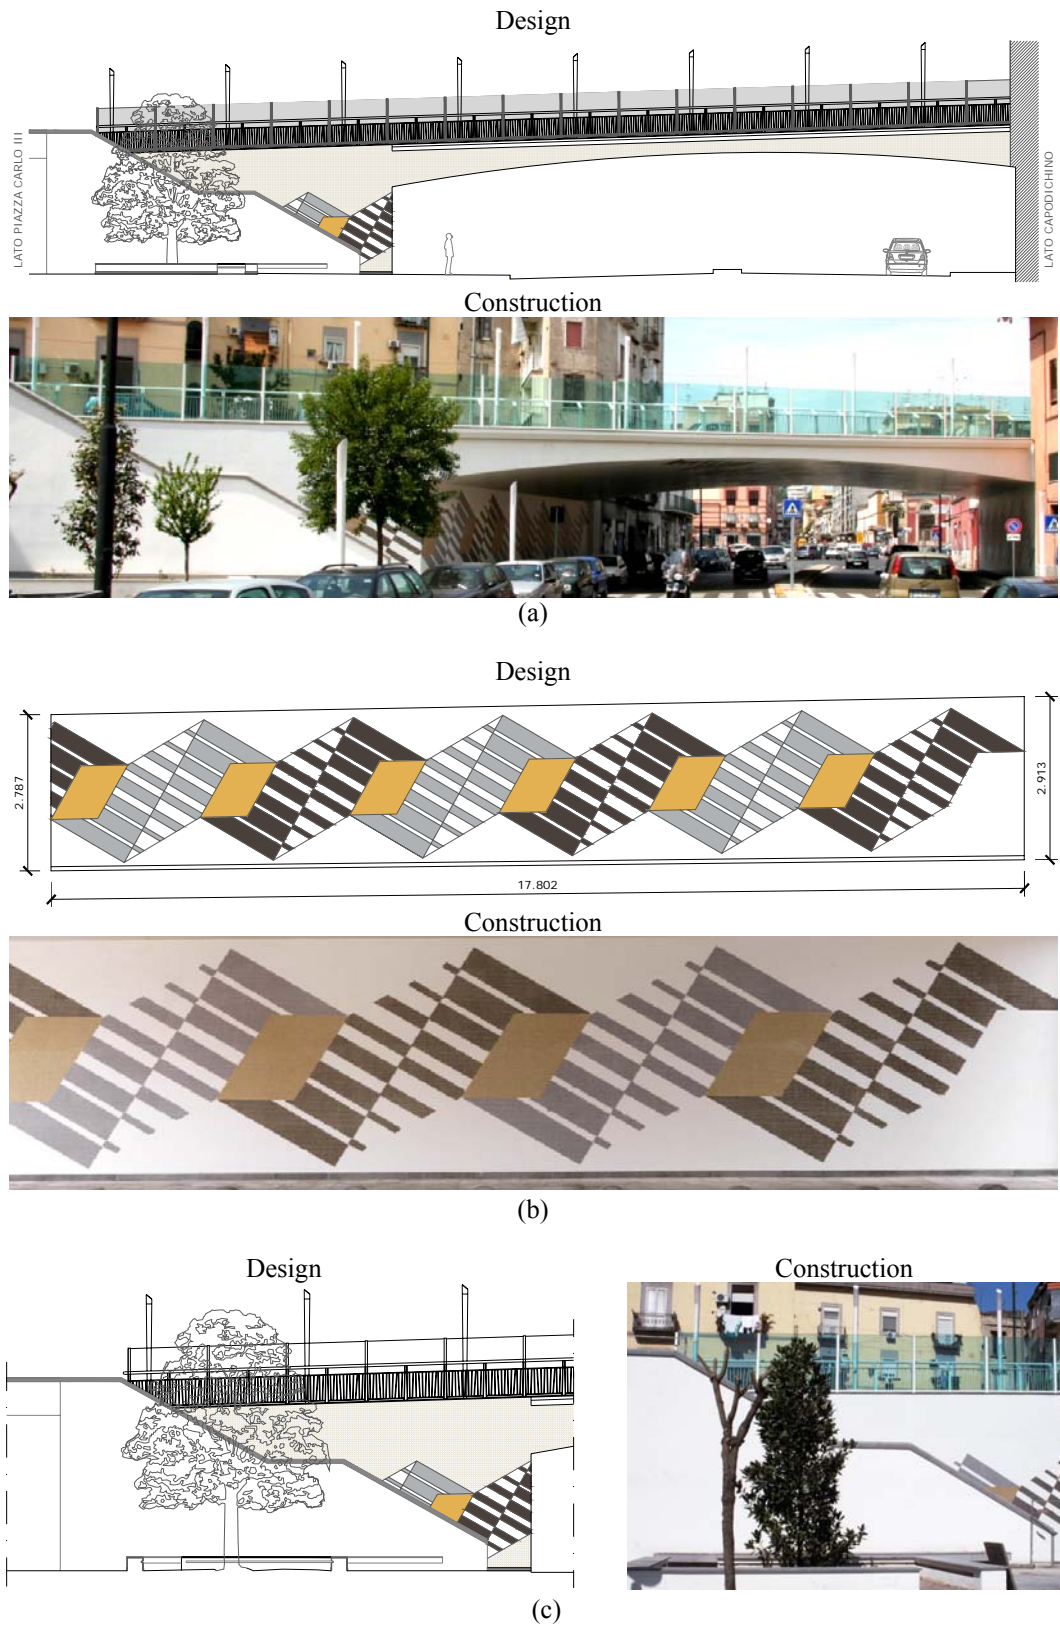 Design
LATO PIAZZA CARLO III
LATO CAPODICHINO
Construction
(a)
Design
2.787
2.913
17.802
Construction
(b)
Design
Construction
(c)